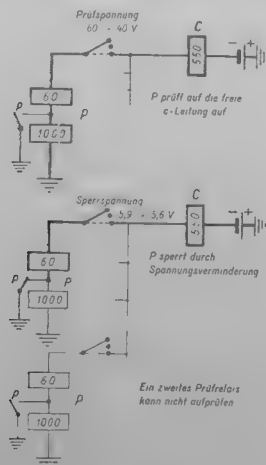 Prüfspannung
60 - 40 V
C
550
- +
60
P
p
1000
P prüft auf die freie
c-Leitung auf
Sperrspannung
5,9 - 3,6 V
C
550
- +
60
P
p
1000
P sperrt durch
Spannungsverminderung
60
P
p
1000
Ein zweites Prüfrelais
kann nicht aufprüfen